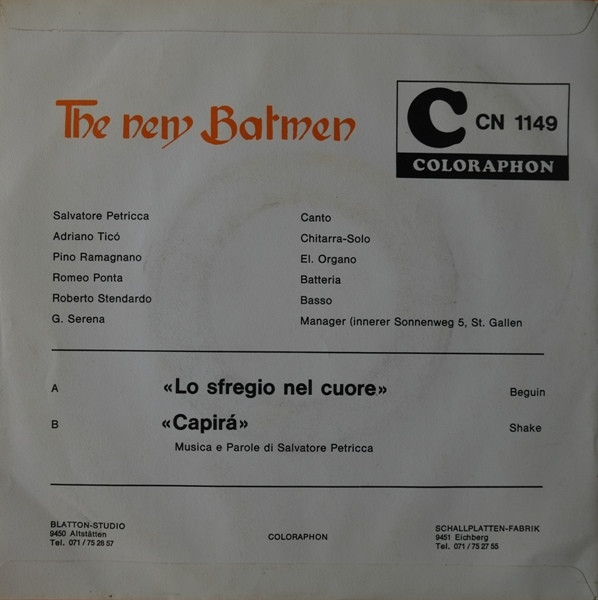 The new Batmen
C CN 1149
COLORAPHON
Salvatore Petricca Canto
Adriano Ticó Chitarra-Solo
Pino Ramagnano El. Organo
Romeo Ponta Batteria
Roberto Stendardo Basso
G. Serena Manager (innerer Sonnenweg 5, St. Gallen
A «Lo sfregio nel cuore» Beguin
B «Capirá» Shake
Musica e Parole di Salvatore Petricca
BLATTON-STUDIO
9450 Altstätten
Tel. 071/75 28 57
COLORAPHON
SCHALLPLATTEN-FABRIK
9451 Eichberg
Tel. 071/75 27 55